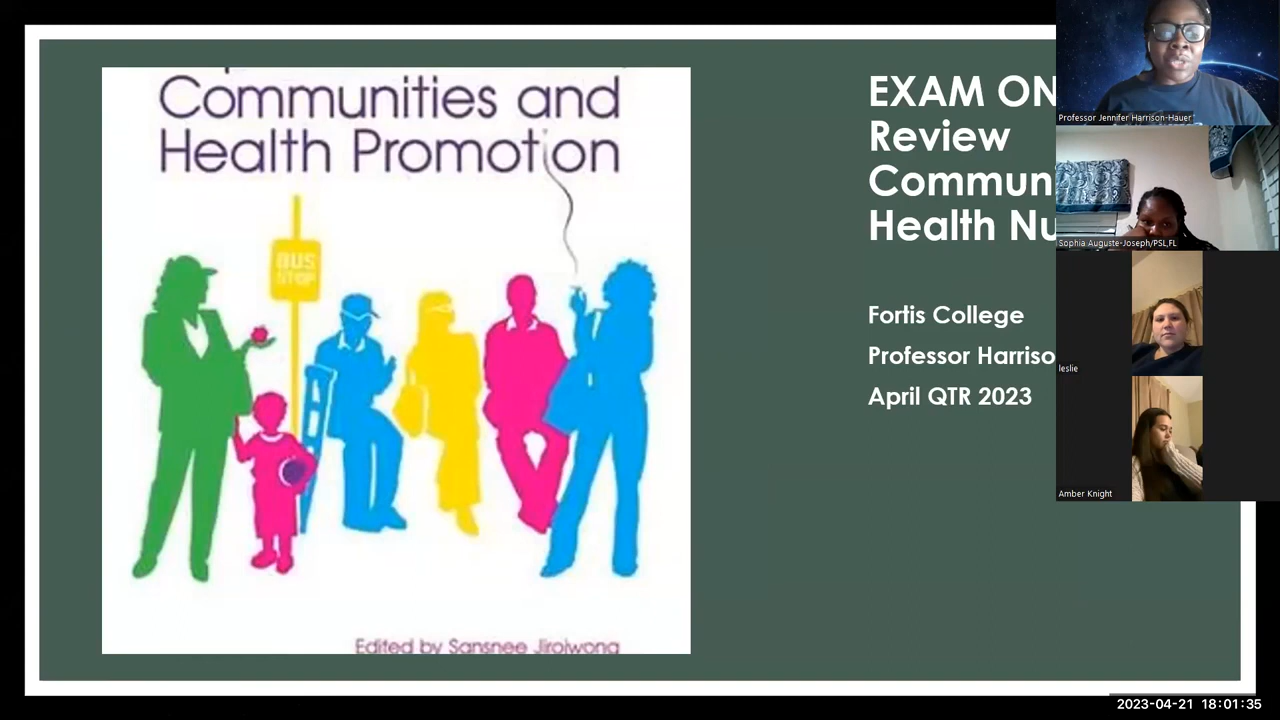 Communities and
Health Promotion
BUS
STOP
Edited by Sansnee Jirojwong
EXAM ON
Review
Commun
Health Nu
Fortis College
Professor Harriso
April QTR 2023
Professor Jennifer Harrison-Hauer
Sophia Auguste-Joseph/PSL,FL
leslie
Amber Knight
2023-04-21 18:01:35